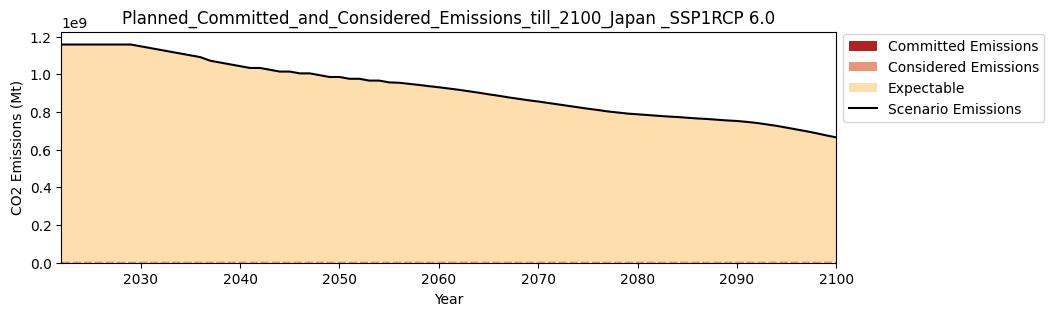 Planned_Committed_and_Considered_Emissions_till_2100_Japan _SSP1RCP 6.0
1e9
1.2
1.0
0.8
0.6
0.4
0.2
0.0
CO2 Emissions (Mt)
2030 2040 2050 2060 2070 2080 2090 2100
Year
Committed Emissions
Considered Emissions
Expectable
Scenario Emissions